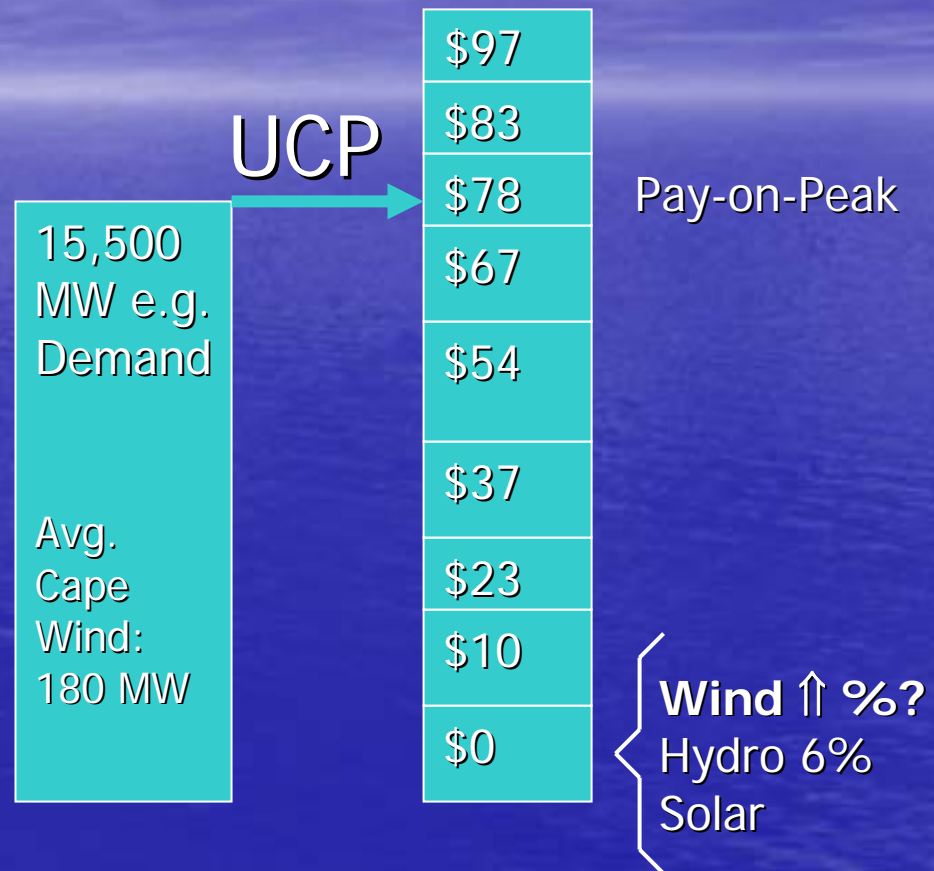 UCP
15,500
MW e.g.
Demand
Avg.
Cape
Wind:
180 MW
$97
$83
$78
$67
$54
$37
$23
$10
$0
Pay-on-Peak
Wind ⇑ %?
Hydro 6%
Solar